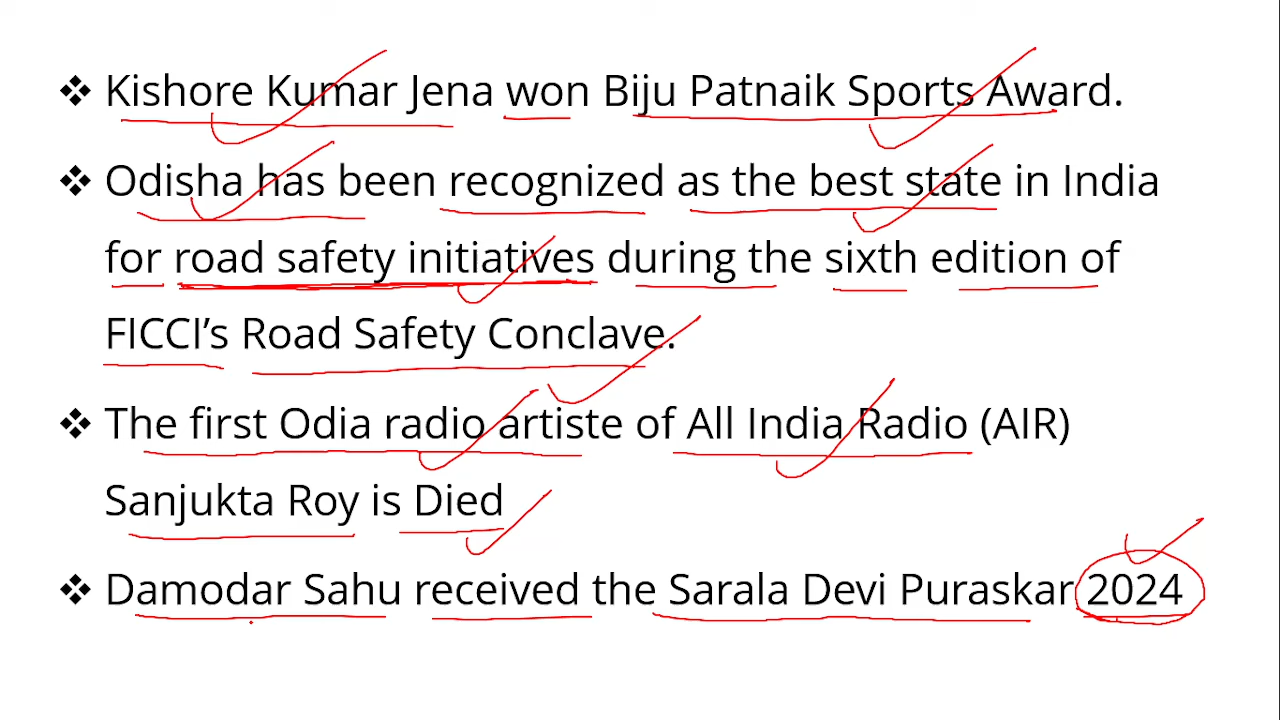 ❖ Kishore Kumar Jena won Biju Patnaik Sports Award.
❖ Odisha has been recognized as the best state in India
for road safety initiatives during the sixth edition of
FICCI’s Road Safety Conclave.
❖ The first Odia radio artiste of All India Radio (AIR)
Sanjukta Roy is Died
❖ Damodar Sahu received the Sarala Devi Puraskar 2024